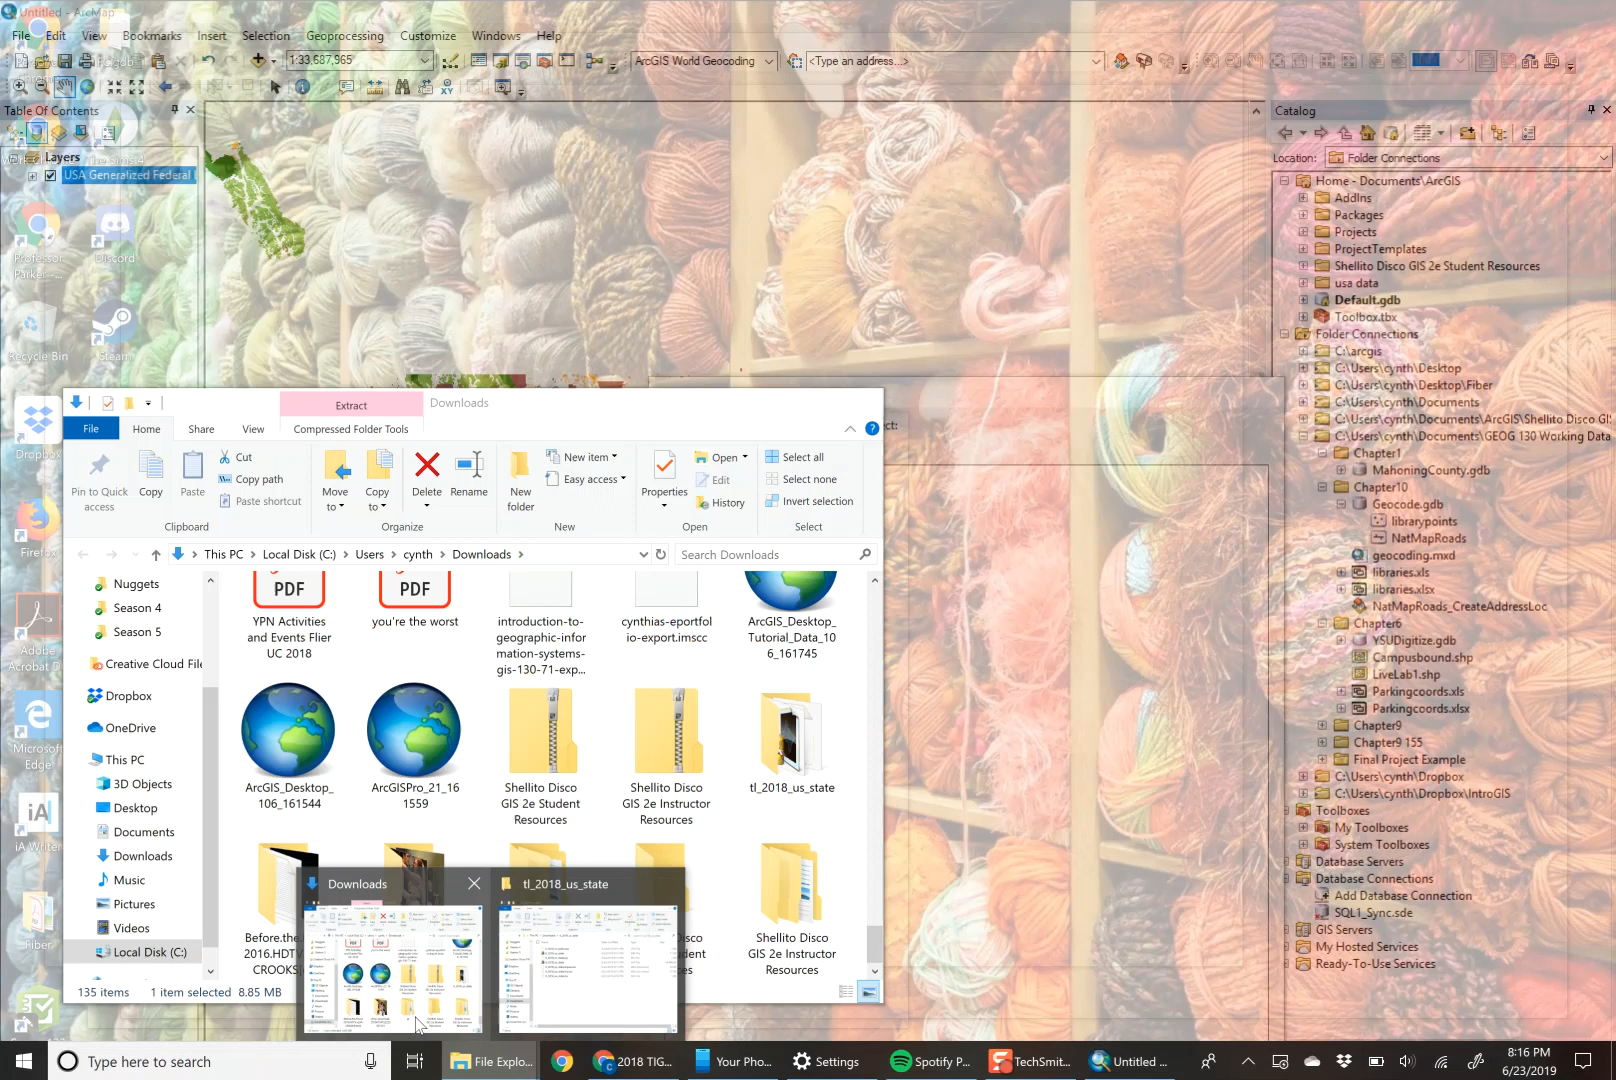 Untitled - ArcMap
File Edit View Bookmarks Insert Selection Geoprocessing Customize Windows Help
1:33,687,965
ArcGIS World Geocoding
<Type an address...>
Table Of Contents
Layers
USA Generalized Federal
Professor Parker -...
Discord
Recycle Bin
Steam
Dropbox
Firefox
Adobe
Acrobat D
Microsoft
Edge
iA Writer
Fiber
Catalog
Location: Folder Connections
Home - Documents\ArcGIS
AddIns
Packages
Projects
ProjectTemplates
Shellito Disco GIS 2e Student Resources
usa data
Default.gdb
Toolbox.tbx
Folder Connections
C:\arcgis
C:\Users\cynth\Desktop
C:\Users\cynth\Desktop\Fiber
C:\Users\cynth\Documents
C:\Users\cynth\Documents\ArcGIS\Shellito Disco GI
C:\Users\cynth\Documents\GEOG 130 Working Data
Chapter1
MahoningCounty.gdb
Chapter10
Geocode.gdb
librarypoints
NatMapRoads
geocoding.mxd
libraries.xls
libraries.xlsx
NatMapRoads_CreateAddressLoc
Chapter6
YSUDigitize.gdb
Campusbound.shp
LiveLab1.shp
Parkingcoords.xls
Parkingcoords.xlsx
Chapter9
Chapter9 155
Final Project Example
C:\Users\cynth\Dropbox
C:\Users\cynth\Dropbox\IntroGIS
Toolboxes
My Toolboxes
System Toolboxes
Database Servers
Database Connections
Add Database Connection
SQL1_Sync.sde
GIS Servers
My Hosted Services
Ready-To-Use Services
Extract
Downloads
File Home Share View Compressed Folder Tools
Pin to Quick access
Copy
Paste
Cut
Copy path
Paste shortcut
Clipboard
Move to
Copy to
Delete
Rename
Organize
New folder
New item
Easy access
New
Properties
Open
Edit
History
Open
Select all
Select none
Invert selection
Select
This PC > Local Disk (C:) > Users > cynth > Downloads >
Search Downloads
Nuggets
Season 4
Season 5
Creative Cloud File
Dropbox
OneDrive
This PC
3D Objects
Desktop
Documents
Downloads
Music
Pictures
Videos
Local Disk (C:)
PDF
YPN Activities
and Events Flier
UC 2018
PDF
you're the worst
introduction-to-
geographic-infor
mation-systems-
gis-130-71-exp...
cynthias-eportfol
io-export.imscc
ArcGIS_Desktop_
Tutorial_Data_10
6_161745
ArcGIS_Desktop_
106_161544
ArcGISPro_21_16
1559
Shellito Disco
GIS 2e Student
Resources
Shellito Disco
GIS 2e Instructor
Resources
tl_2018_us_state
Shellito Disco
GIS 2e Instructor
Resources
135 items 1 item selected 8.85 MB
Downloads
tl_2018_us_state
Type here to search
File Explo...
2018 TIG...
Your Pho...
Settings
Spotify P...
TechSmit...
Untitled ...
8:16 PM
6/23/2019